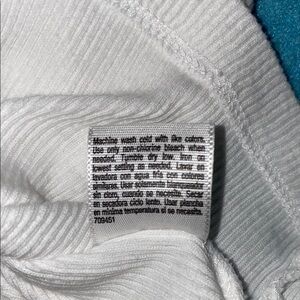 Machine wash cold with like colors.
Use only non-chlorine bleach when
needed. Tumble dry low. Iron on
lowest setting as needed. Lavar
lavadora con agua fría con colores
similares. Usar solamente blanqueador
sin cloro, cuando se necesite. Secar
en secadora ciclo lento. Usar plancha
en mínima temperatura si se necesita.
709451